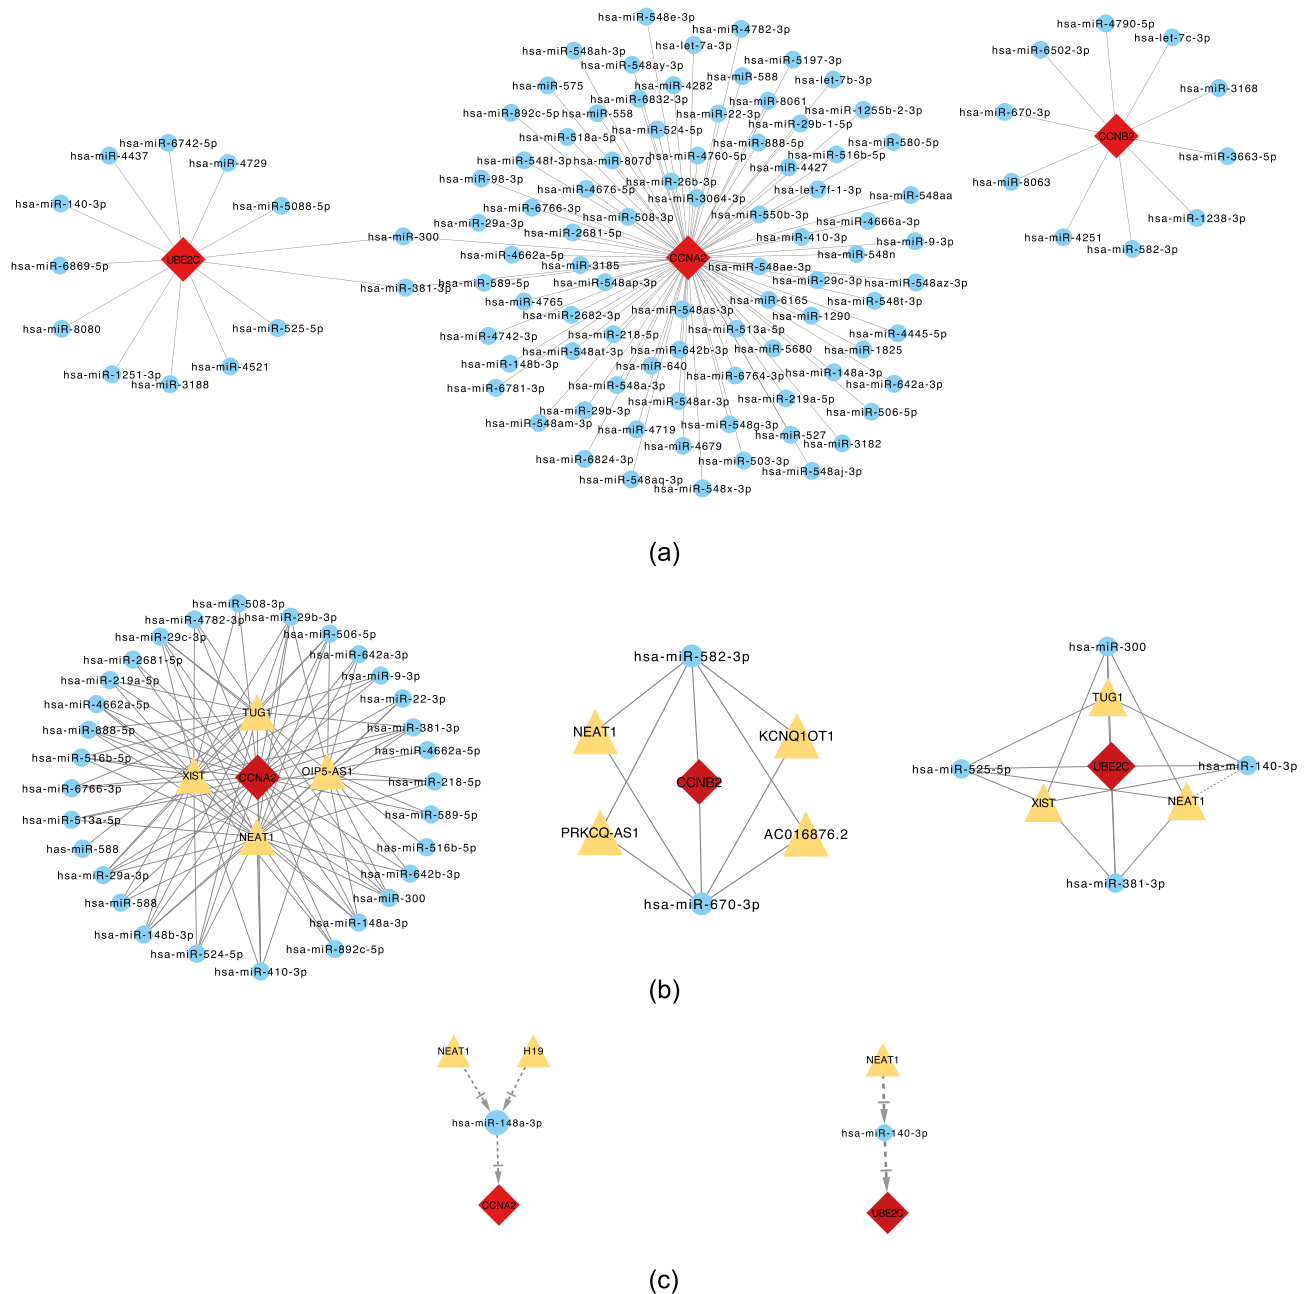 hsa-miR-548e-3p
hsa-miR-4782-3p
hsa-let-7a-3p
hsa-miR-548ah-3p
hsa-miR-548ay-3p
hsa-miR-5197-3p
hsa-miR-588
hsa-let-7b-3p
hsa-miR-575
hsa-miR-4282
hsa-miR-6832-3p
hsa-miR-8061
hsa-miR-1255b-2-3p
hsa-miR-892c-5p
hsa-miR-558
hsa-miR-22-3p
hsa-miR-29b-1-5p
hsa-miR-524-5p
hsa-miR-518a-5p
hsa-miR-888-5p
hsa-miR-580-5p
hsa-miR-548f-3p
hsa-miR-8070
hsa-miR-4760-5p
hsa-miR-516b-5p
hsa-miR-4427
hsa-miR-98-3p
hsa-miR-26b-3p
hsa-miR-4676-5p
hsa-let-7f-1-3p
hsa-miR-548aa
hsa-miR-3064-3p
hsa-miR-6766-3p
hsa-miR-508-3p
hsa-miR-550b-3p
hsa-miR-29a-3p
hsa-miR-4666a-3p
hsa-miR-2681-5p
hsa-miR-410-3p
hsa-miR-9-3p
hsa-miR-4662a-5p
hsa-miR-548n
CCNA2
hsa-miR-3185
hsa-miR-548ae-3p
hsa-miR-589-5p
hsa-miR-548ap-3p
hsa-miR-29c-3p
hsa-miR-548az-3p
hsa-miR-4765
hsa-miR-6165
hsa-miR-548t-3p
hsa-miR-548as-3p
hsa-miR-2682-3p
hsa-miR-1290
hsa-miR-513a-5p
hsa-miR-4742-3p
hsa-miR-218-5p
hsa-miR-4445-5p
hsa-miR-548at-3p
hsa-miR-642b-3p
hsa-miR-5680
hsa-miR-1825
hsa-miR-148b-3p
hsa-miR-640
hsa-miR-6764-3p
hsa-miR-148a-3p
hsa-miR-6781-3p
hsa-miR-548a-3p
hsa-miR-642a-3p
hsa-miR-548ar-3p
hsa-miR-219a-5p
hsa-miR-29b-3p
hsa-miR-506-5p
hsa-miR-548am-3p
hsa-miR-4719
hsa-miR-548g-3p
hsa-miR-527
hsa-miR-4679
hsa-miR-3182
hsa-miR-6824-3p
hsa-miR-503-3p
hsa-miR-548aj-3p
hsa-miR-548aq-3p
hsa-miR-548x-3p
hsa-miR-6742-5p
hsa-miR-4437
hsa-miR-4729
hsa-miR-140-3p
hsa-miR-5088-5p
hsa-miR-300
UBE2C
hsa-miR-6869-5p
hsa-miR-381-3p
hsa-miR-8080
hsa-miR-525-5p
hsa-miR-4521
hsa-miR-1251-3p
hsa-miR-3188
hsa-miR-4790-5p
hsa-let-7c-3p
hsa-miR-6502-3p
hsa-miR-3168
hsa-miR-670-3p
CCNB2
hsa-miR-3663-5p
hsa-miR-8063
hsa-miR-1238-3p
hsa-miR-4251
hsa-miR-582-3p
(a)
hsa-miR-508-3p
hsa-miR-4782-3p
hsa-miR-29b-3p
hsa-miR-29c-3p
hsa-miR-506-5p
hsa-miR-2681-5p
hsa-miR-642a-3p
hsa-miR-219a-5p
hsa-miR-9-3p
hsa-miR-4662a-5p
hsa-miR-22-3p
TUG1
hsa-miR-888-5p
hsa-miR-381-3p
hsa-miR-516b-5p
hsa-miR-4662a-5p
XIST
CCNA2
OIP5-AS1
hsa-miR-218-5p
hsa-miR-6766-3p
hsa-miR-513a-5p
hsa-miR-589-5p
NEAT1
has-miR-588
has-miR-516b-5p
hsa-miR-29a-3p
hsa-miR-642b-3p
hsa-miR-588
hsa-miR-300
hsa-miR-148b-3p
hsa-miR-148a-3p
hsa-miR-524-5p
hsa-miR-892c-5p
hsa-miR-410-3p
hsa-miR-582-3p
NEAT1
KCNQ1OT1
CCNB2
PRKCQ-AS1
AC016876.2
hsa-miR-670-3p
hsa-miR-300
TUG1
hsa-miR-525-5p
UBE2C
hsa-miR-140-3p
XIST
NEAT1
hsa-miR-381-3p
(b)
NEAT1
H19
hsa-miR-148a-3p
CCNA2
NEAT1
hsa-miR-140-3p
UBE2C
(c)